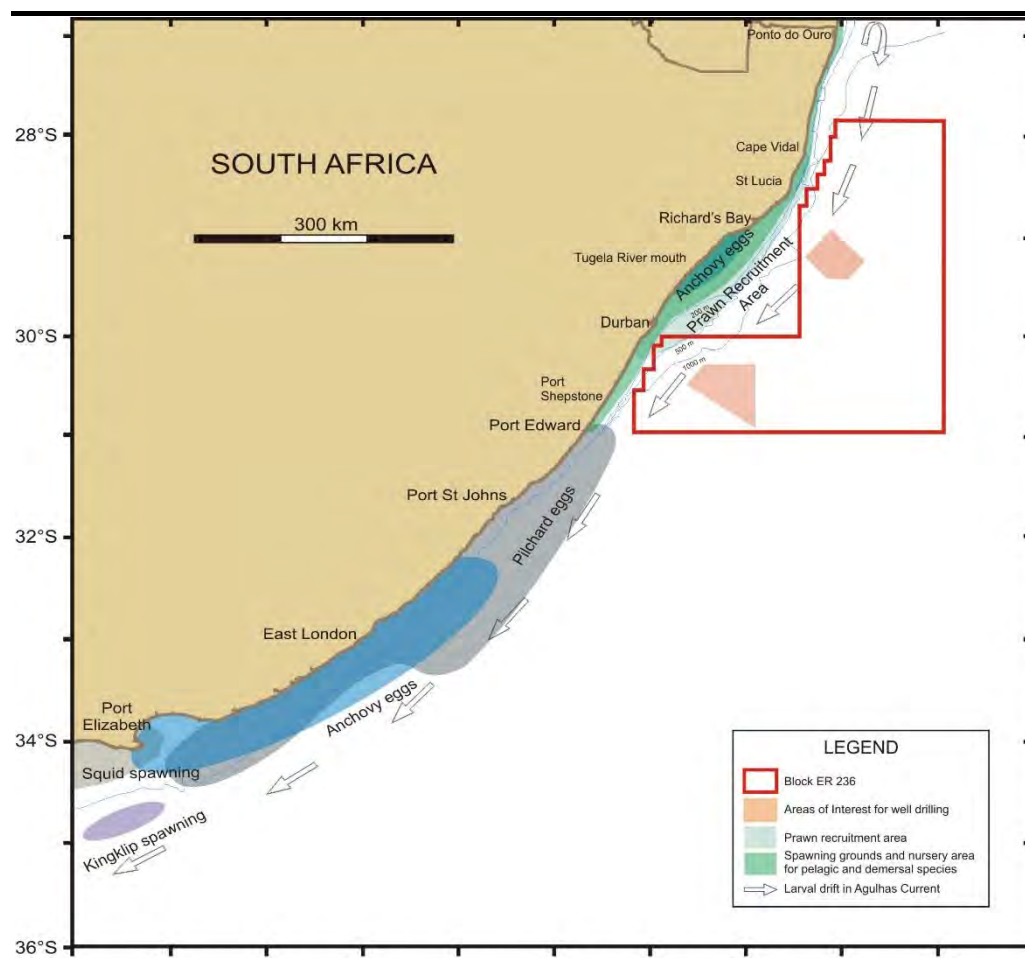 Ponto do Ouro
28°S
Cape Vidal
SOUTH AFRICA
St Lucia
300 km
Richard's Bay
Tugela River mouth
Anchovy eggs
Prawn Recruitment
Area
200 m
Durban
30°S
500 m
1000 m
Port
Shepstone
Port Edward
Port St Johns
Pilchard eggs
32°S
East London
Anchovy eggs
Port
Elizabeth
34°S
Squid spawning
Kingklip spawning
36°S
LEGEND
Block ER 236
Areas of Interest for well drilling
Prawn recruitment area
Spawning grounds and nursery area
for pelagic and demersal species
Larval drift in Agulhas Current